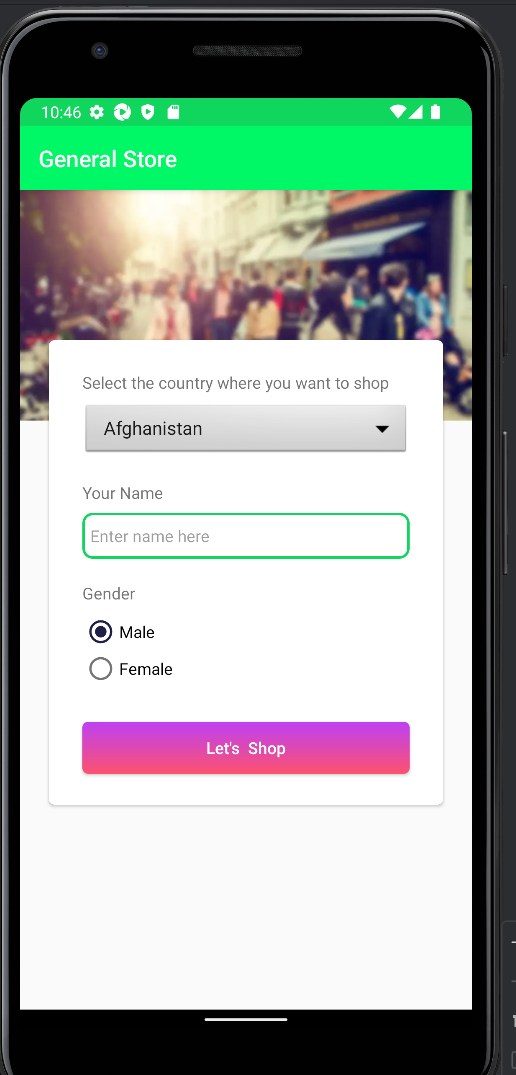 10:46
General Store
Select the country where you want to shop
Afghanistan
Your Name
Enter name here
Gender
Male
Female
Let's  Shop